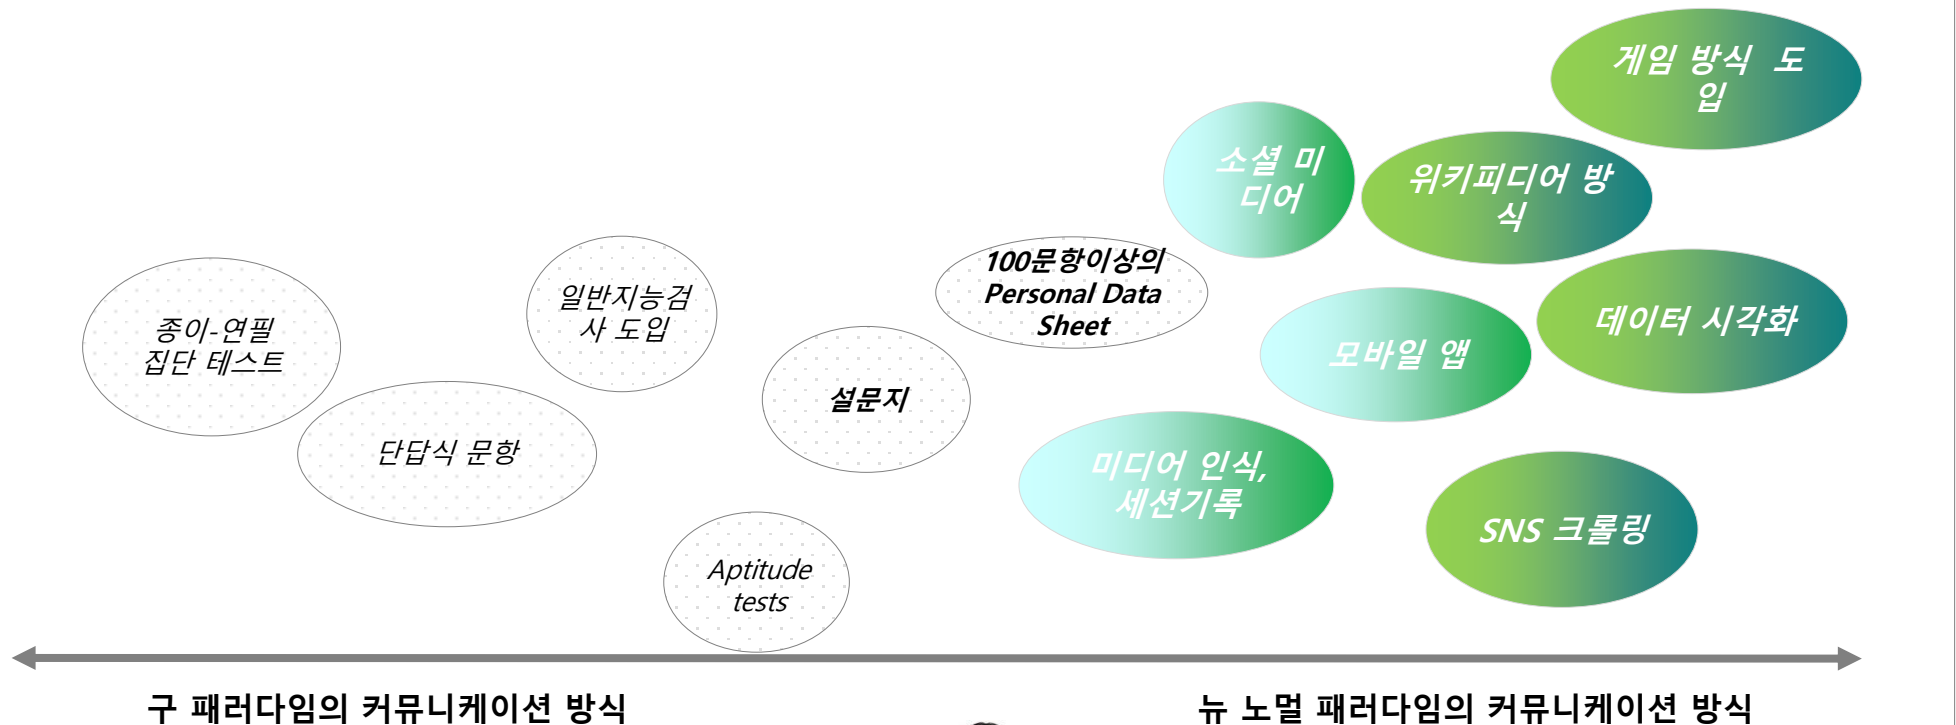 게임 방식 도
입
소셜 미
디어
위키피디어 방
식
일반지능검
사 도입
100문항이상의
Personal Data
Sheet
종이-연필
집단 테스트
데이터 시각화
모바일 앱
설문지
단답식 문항
미디어 인식,
세션기록
SNS 크롤링
Aptitude
tests
구 패러다임의 커뮤니케이션 방식
뉴 노멀 패러다임의 커뮤니케이션 방식